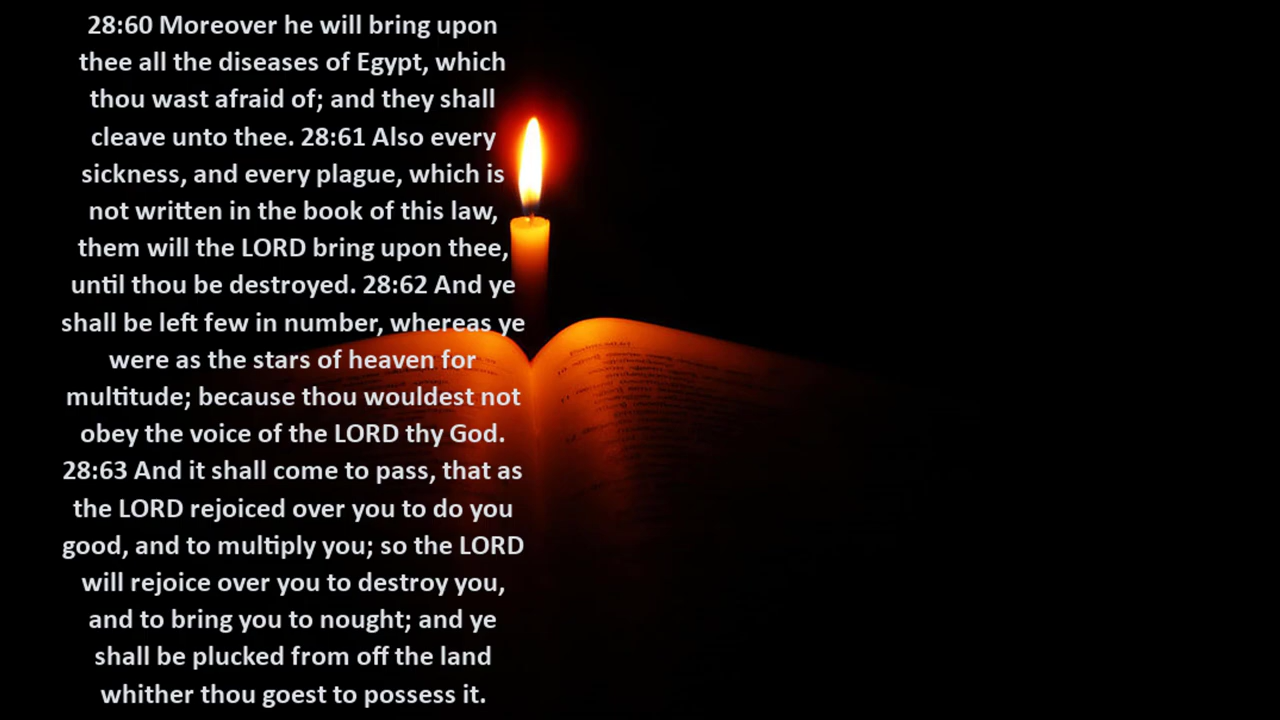 28:60 Moreover he will bring upon
thee all the diseases of Egypt, which
thou wast afraid of; and they shall
cleave unto thee. 28:61 Also every
sickness, and every plague, which is
not written in the book of this law,
them will the LORD bring upon thee,
until thou be destroyed. 28:62 And ye
shall be left few in number, whereas ye
were as the stars of heaven for
multitude; because thou wouldest not
obey the voice of the LORD thy God.
28:63 And it shall come to pass, that as
the LORD rejoiced over you to do you
good, and to multiply you; so the LORD
will rejoice over you to destroy you,
and to bring you to nought; and ye
shall be plucked from off the land
whither thou goest to possess it.